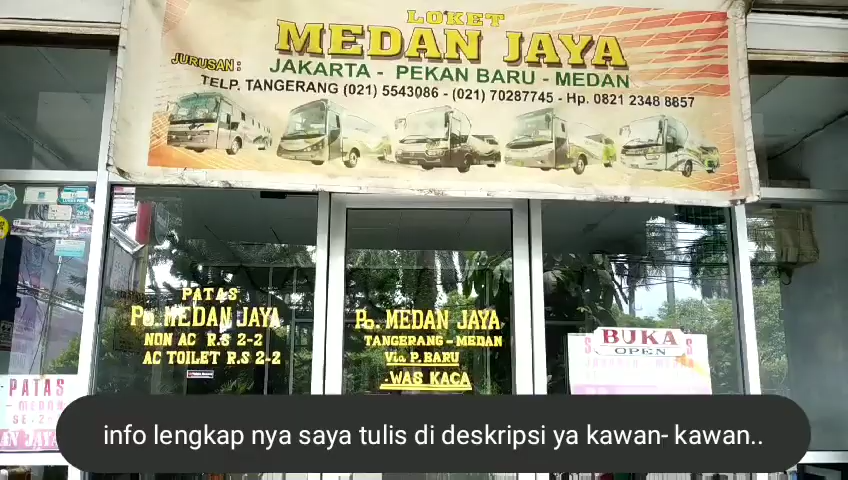 LOKET
MEDAN JAYA
JURUSAN :
JAKARTA - PEKAN BARU - MEDAN
TELP. TANGERANG (021) 5543086 - (021) 70287745 - Hp. 0821 2348 8857
PATAS
Po. MEDAN JAYA
NON AC R.S 2-2
AC TOILET R.S 2-2
Po. MEDAN JAYA
TANGERANG - MEDAN
Via P. BARU
WAS KACA
BUKA
OPEN
PATAS
- MEDAN
info lengkap nya saya tulis di deskripsi ya kawan- kawan..